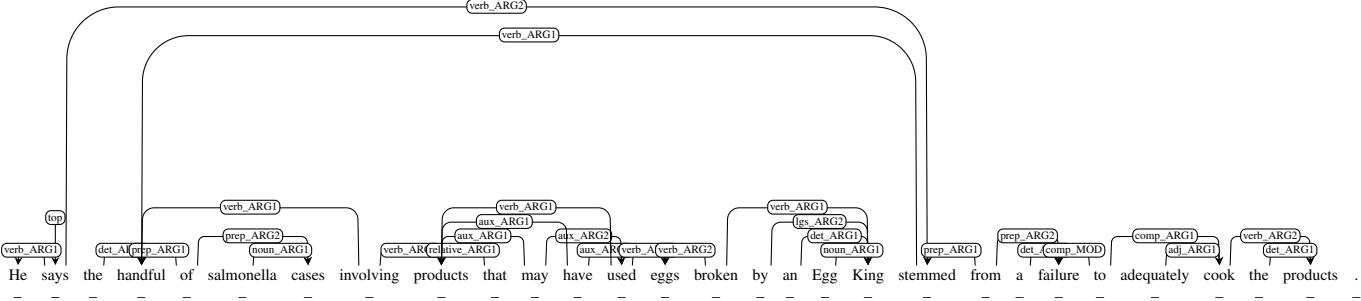 verb_ARG2
verb_ARG1
verb_ARG1 verb_ARG1 verb_ARG1
top aux_ARG1 lgs_ARG2
prep_ARG2 aux_ARG1 aux_ARG2 det_ARG1 prep_ARG2 comp_ARG1 verb_ARG2
verb_ARG1 prep_ARG1 noun_ARG1 relative_ARG1 verb_ARG2 noun_ARG1 prep_ARG1 comp_MOD adj_ARG1 det_ARG1
He says the handful of salmonella cases involving products that may have used eggs broken by an Egg King stemmed from a failure to adequately cook the products .
_ _ _ _ _ _ _ _ _ _ _ _ _ _ _ _ _ _ _ _ _ _ _ _ _ _ _ _ _